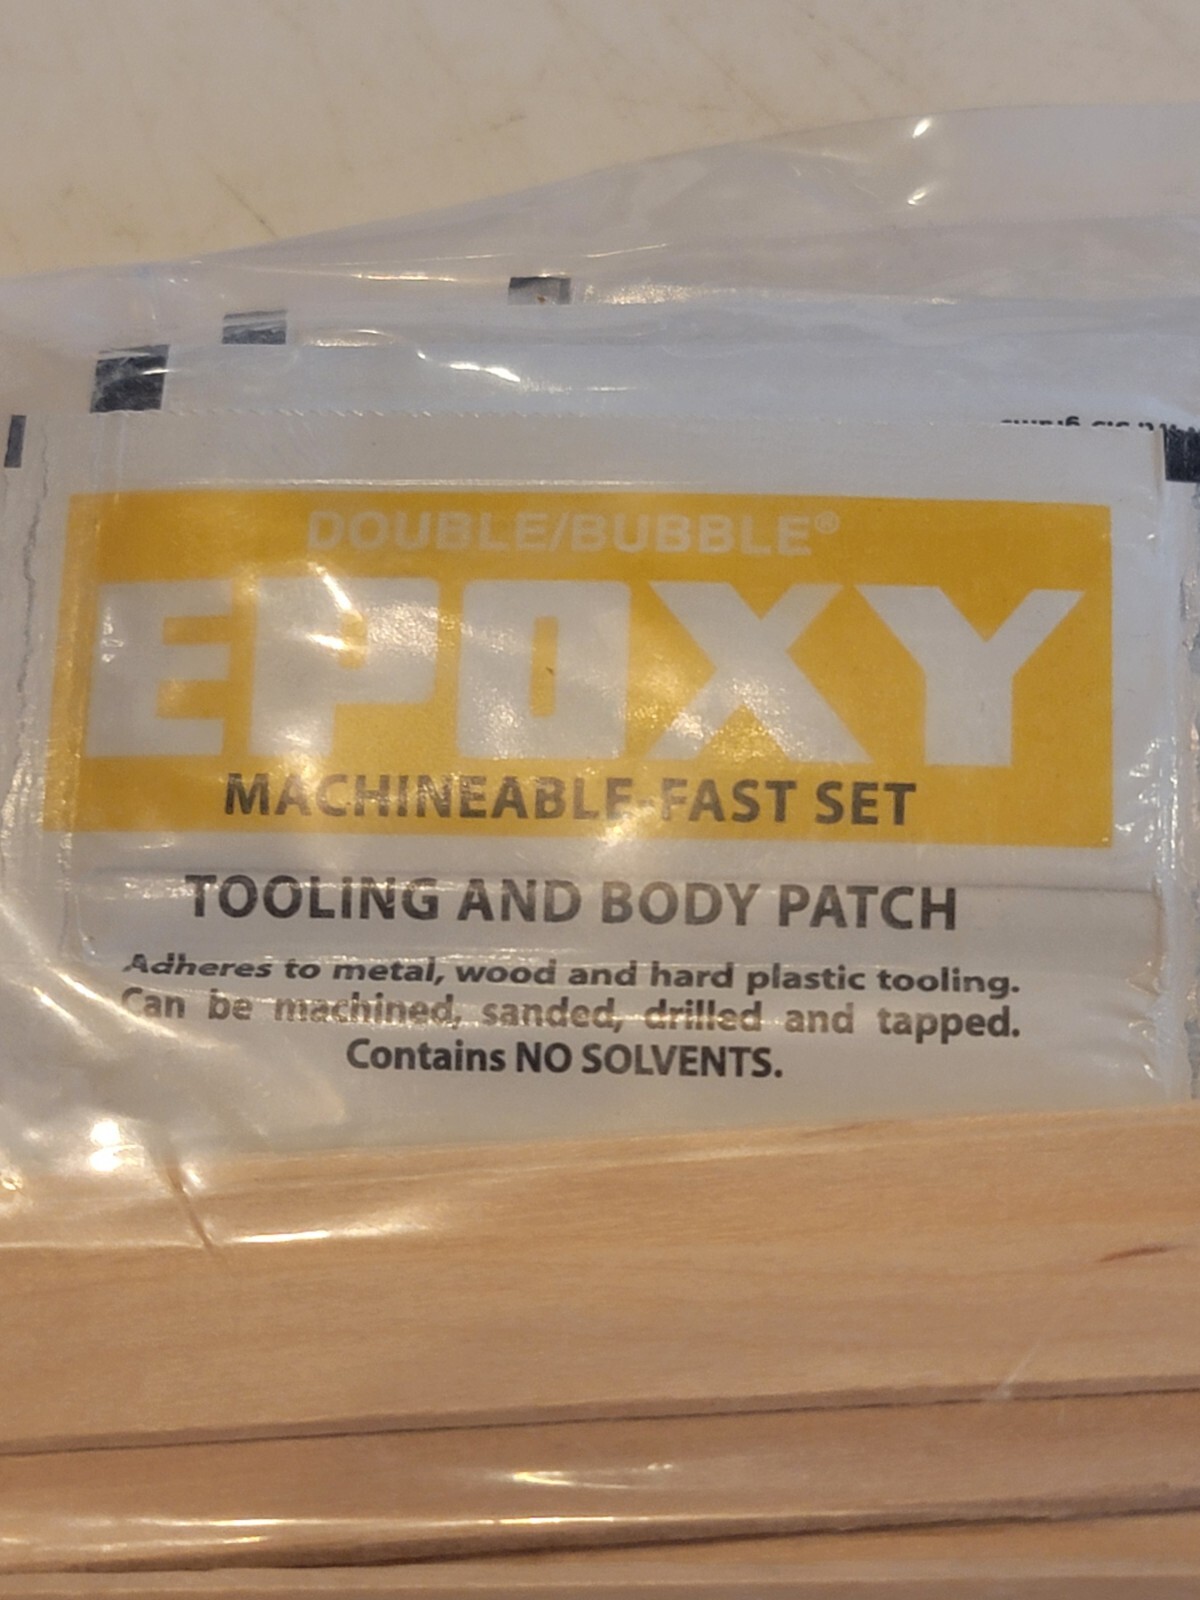 DOUBLE/BUBBLE®
EPOXY
MACHINEABLE-FAST SET
TOOLING AND BODY PATCH
Adheres to metal, wood and hard plastic tooling.
Can be machined, sanded, drilled and tapped.
Contains NO SOLVENTS.